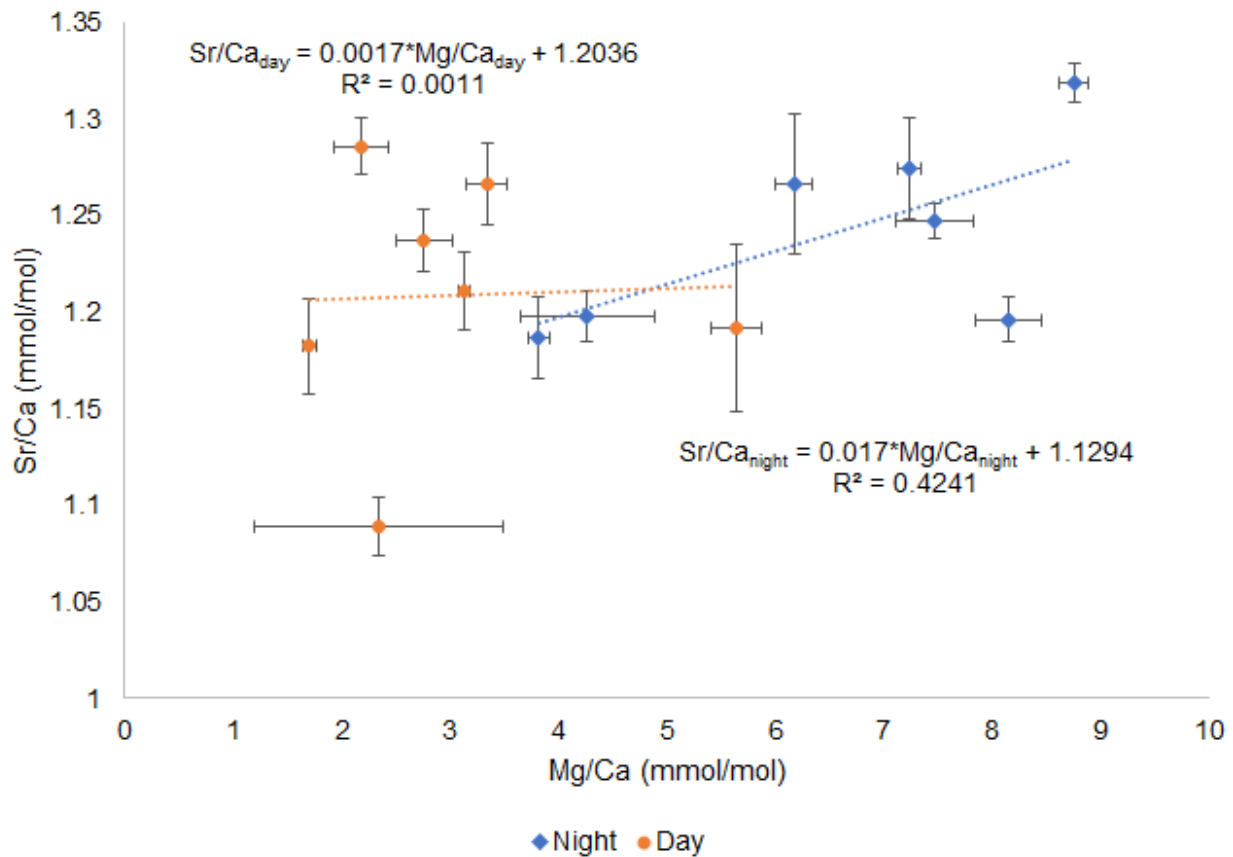 1.35
Sr/Caday = 0.0017*Mg/Caday + 1.2036
R² = 0.0011
1.3
1.25
1.2
1.15
Sr/Canight = 0.017*Mg/Canight + 1.1294
R² = 0.4241
1.1
1.05
1
Sr/Ca (mmol/mol)
0 1 2 3 4 5 6 7 8 9 10
Mg/Ca (mmol/mol)
Night Day